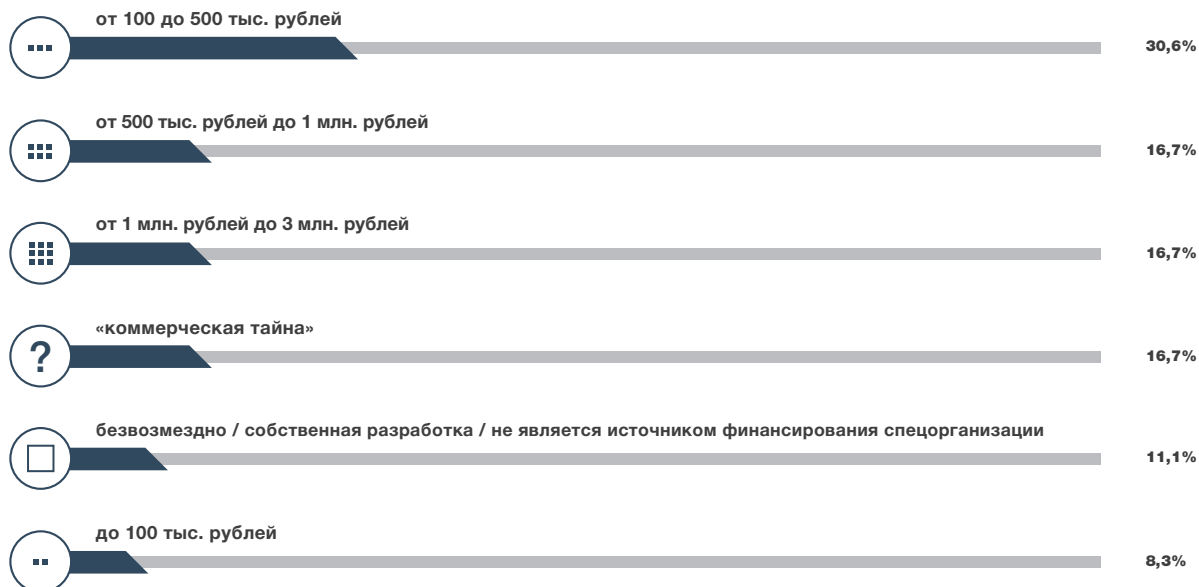 от 100 до 500 тыс. рублей
30,6%
от 500 тыс. рублей до 1 млн. рублей
16,7%
от 1 млн. рублей до 3 млн. рублей
16,7%
«коммерческая тайна»
?
16,7%
безвозмездно / собственная разработка / не является источником финансирования спецорганизации
11,1%
до 100 тыс. рублей
8,3%